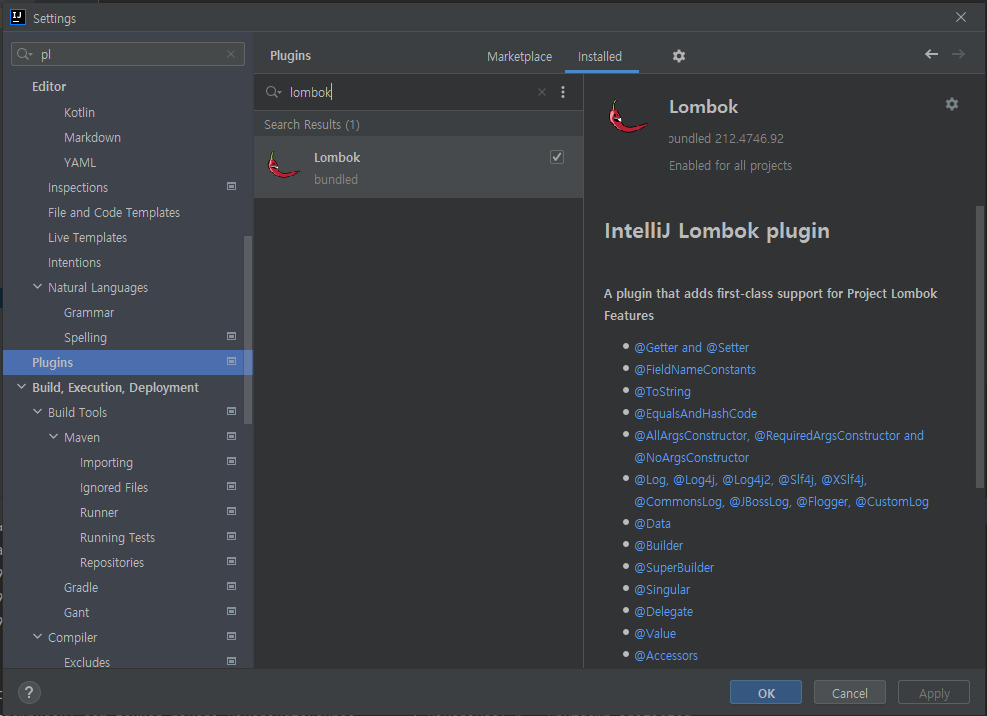 Settings
pl
Editor
Kotlin
Markdown
YAML
Inspections
File and Code Templates
Live Templates
Intentions
Natural Languages
Grammar
Spelling
Plugins
Build, Execution, Deployment
Build Tools
Maven
Importing
Ignored Files
Runner
Running Tests
Repositories
Gradle
Gant
Compiler
Excludes
Plugins
Marketplace
Installed
lombok
Search Results (1)
Lombok
bundled
Lombok
bundled 212.4746.92
Enabled for all projects
IntelliJ Lombok plugin
A plugin that adds first-class support for Project Lombok
Features
@Getter and @Setter
@FieldNameConstants
@ToString
@EqualsAndHashCode
@AllArgsConstructor, @RequiredArgsConstructor and
@NoArgsConstructor
@Log, @Log4j, @Log4j2, @Slf4j, @XSlf4j,
@CommonsLog, @JBossLog, @Flogger, @CustomLog
@Data
@Builder
@SuperBuilder
@Singular
@Delegate
@Value
@Accessors
?
OK
Cancel
Apply